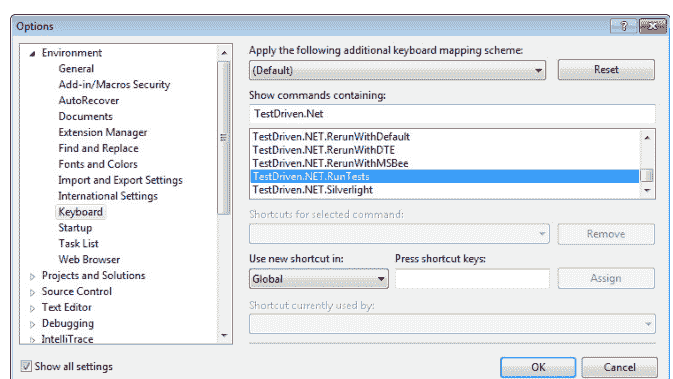 Options
Environment
General
Add-in/Macros Security
AutoRecover
Documents
Extension Manager
Find and Replace
Fonts and Colors
Import and Export Settings
International Settings
Keyboard
Startup
Task List
Web Browser
Projects and Solutions
Source Control
Text Editor
Debugging
IntelliTrace
Show all settings
Apply the following additional keyboard mapping scheme:
(Default)
Reset
Show commands containing:
TestDriven.Net
TestDriven.NET.RerunWithDefault
TestDriven.NET.RerunWithDTE
TestDriven.NET.RerunWithMSBee
TestDriven.NET.RunTests
TestDriven.NET.Silverlight
Shortcuts for selected command:
Remove
Use new shortcut in:
Press shortcut keys:
Global
Assign
Shortcut currently used by:
OK
Cancel